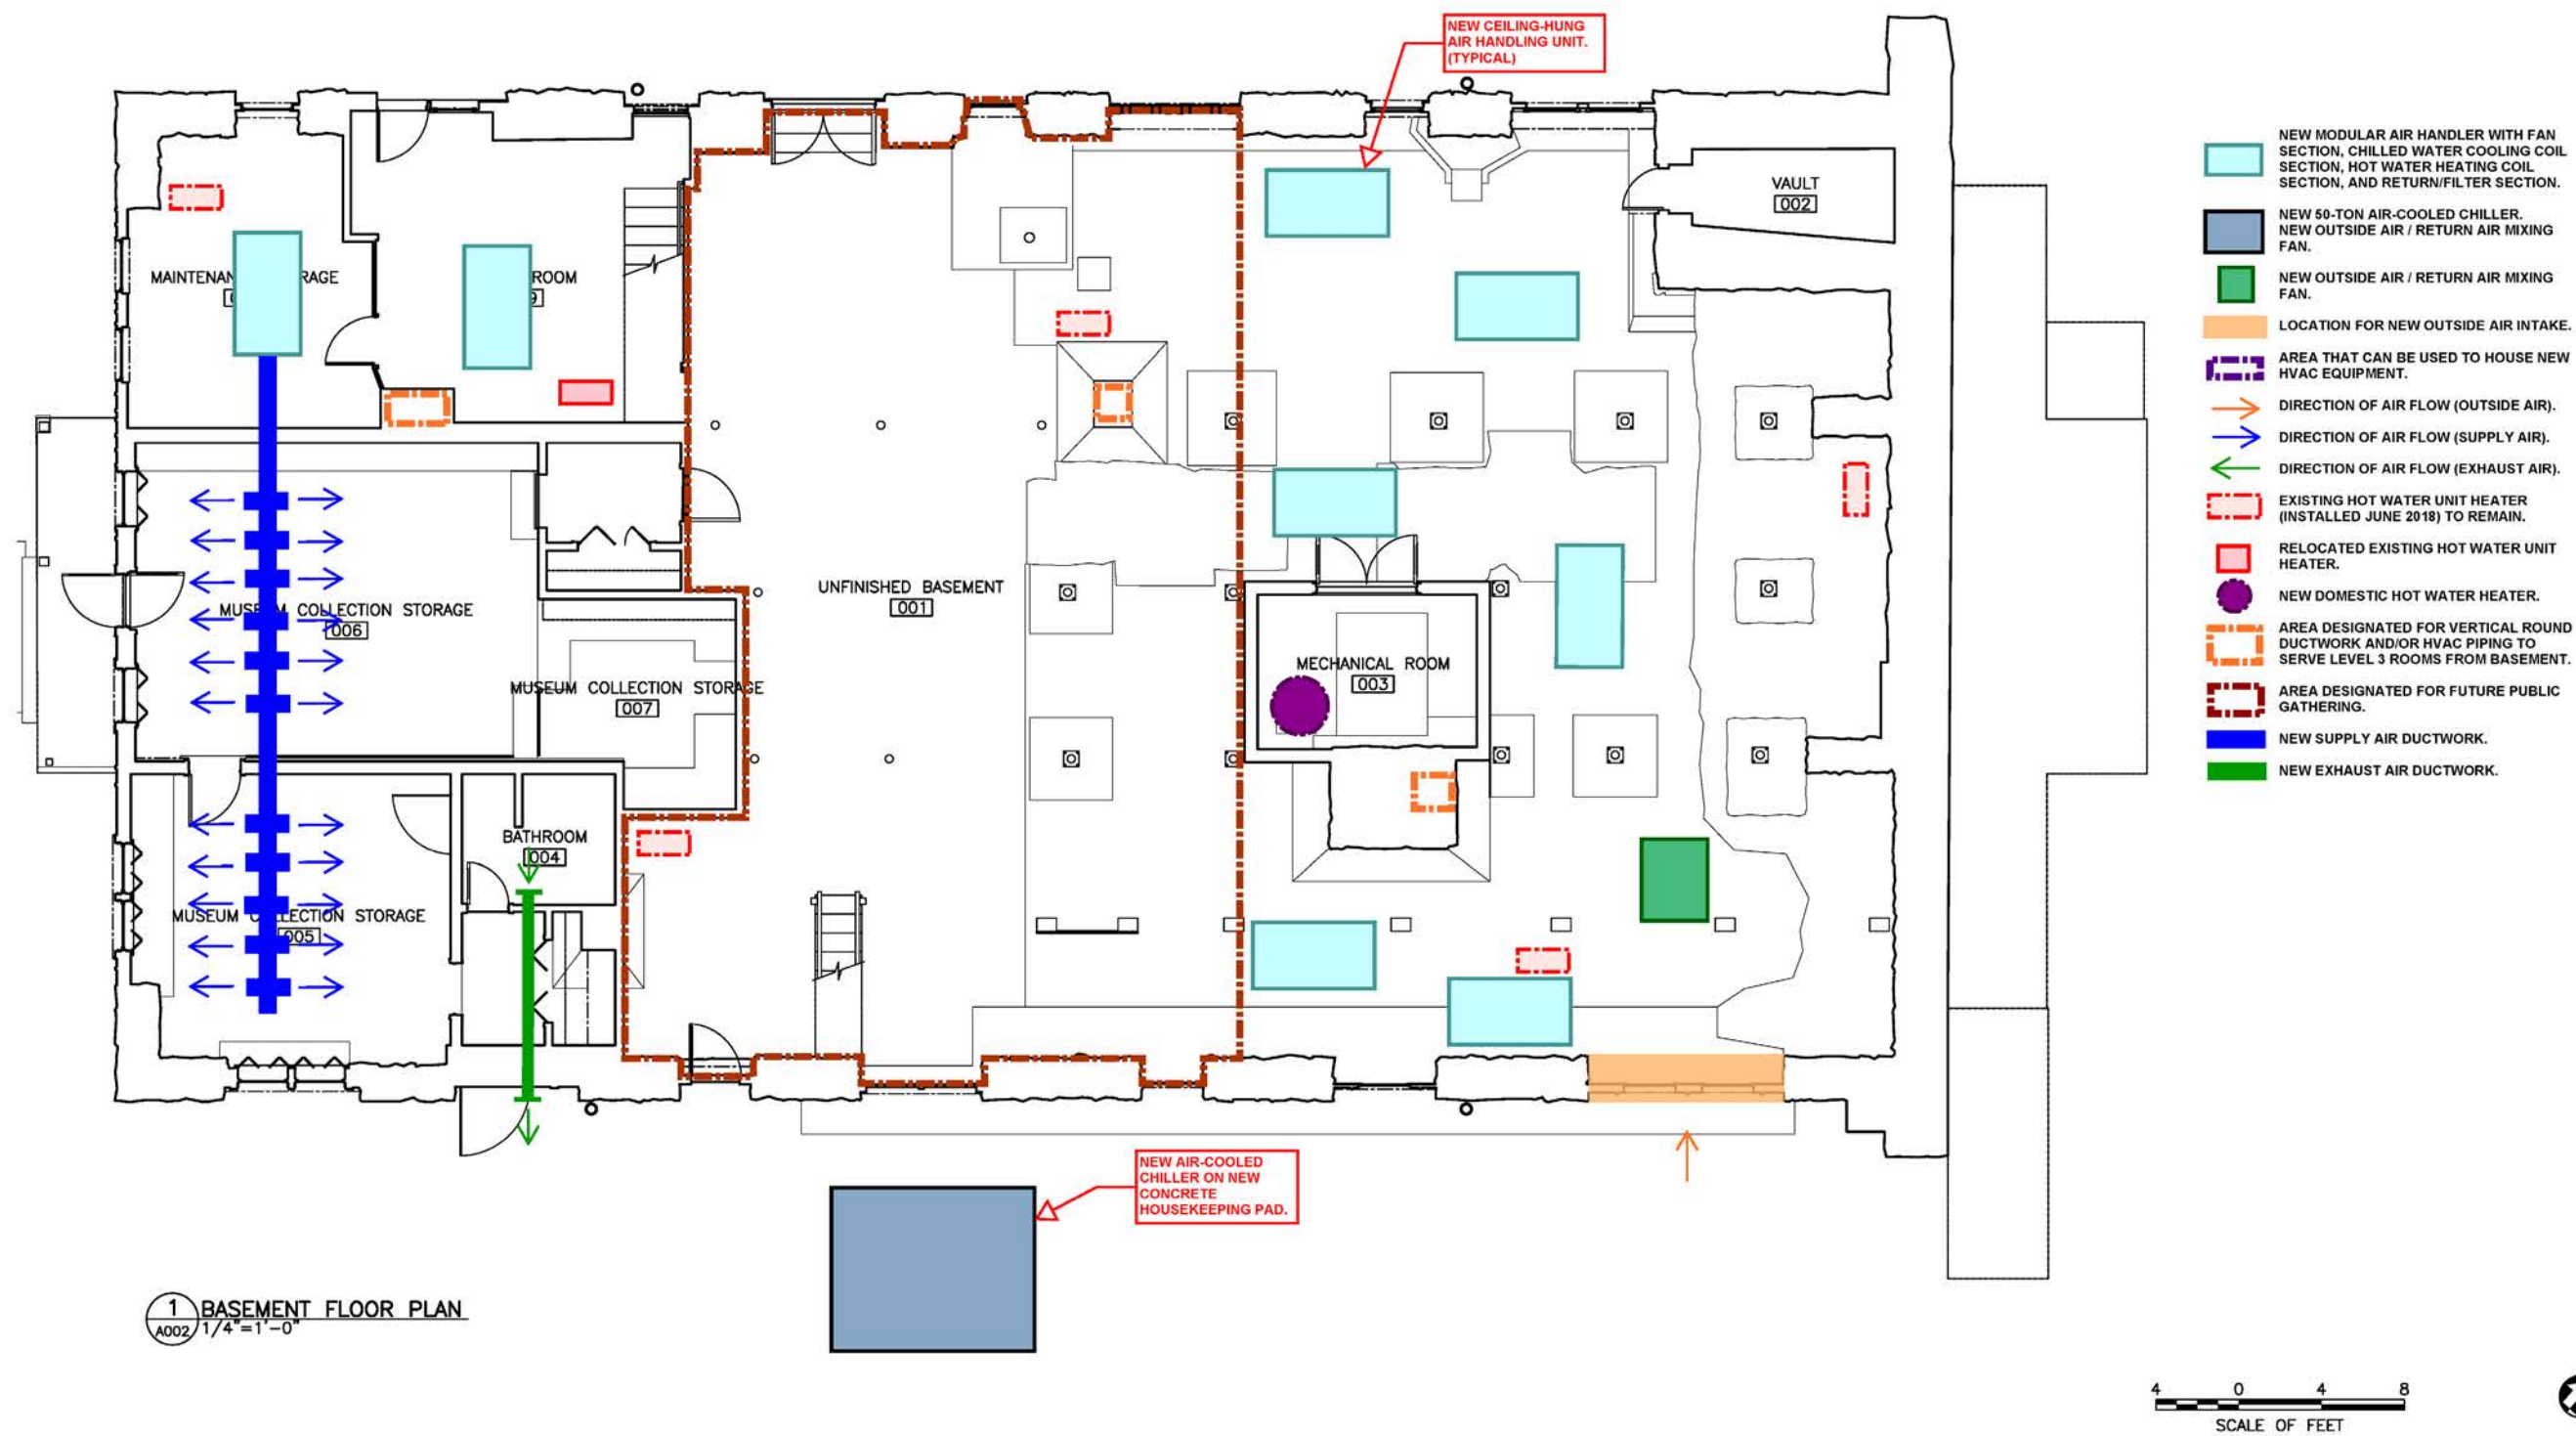 NEW CEILING-HUNG
AIR HANDLING UNIT.
(TYPICAL)
VAULT
002
MAINTENAN RAGE
ROOM
9
UNFINISHED BASEMENT
001
MUSEUM COLLECTION STORAGE
006
MECHANICAL ROOM
003
MUSEUM COLLECTION STORAGE
007
BATHROOM
004
MUSEUM COLLECTION STORAGE
005
NEW AIR-COOLED
CHILLER ON NEW
CONCRETE
HOUSEKEEPING PAD.
1
A002
BASEMENT FLOOR PLAN
1/4"=1'-0"
NEW MODULAR AIR HANDLER WITH FAN
SECTION, CHILLED WATER COOLING COIL
SECTION, HOT WATER HEATING COIL
SECTION, AND RETURN/FILTER SECTION.
NEW 50-TON AIR-COOLED CHILLER.
NEW OUTSIDE AIR / RETURN AIR MIXING
FAN.
NEW OUTSIDE AIR / RETURN AIR MIXING
FAN.
LOCATION FOR NEW OUTSIDE AIR INTAKE.
AREA THAT CAN BE USED TO HOUSE NEW
HVAC EQUIPMENT.
DIRECTION OF AIR FLOW (OUTSIDE AIR).
DIRECTION OF AIR FLOW (SUPPLY AIR).
DIRECTION OF AIR FLOW (EXHAUST AIR).
EXISTING HOT WATER UNIT HEATER
(INSTALLED JUNE 2018) TO REMAIN.
RELOCATED EXISTING HOT WATER UNIT
HEATER.
NEW DOMESTIC HOT WATER HEATER.
AREA DESIGNATED FOR VERTICAL ROUND
DUCTWORK AND/OR HVAC PIPING TO
SERVE LEVEL 3 ROOMS FROM BASEMENT.
AREA DESIGNATED FOR FUTURE PUBLIC
GATHERING.
NEW SUPPLY AIR DUCTWORK.
NEW EXHAUST AIR DUCTWORK.
4 0 4 8
SCALE OF FEET